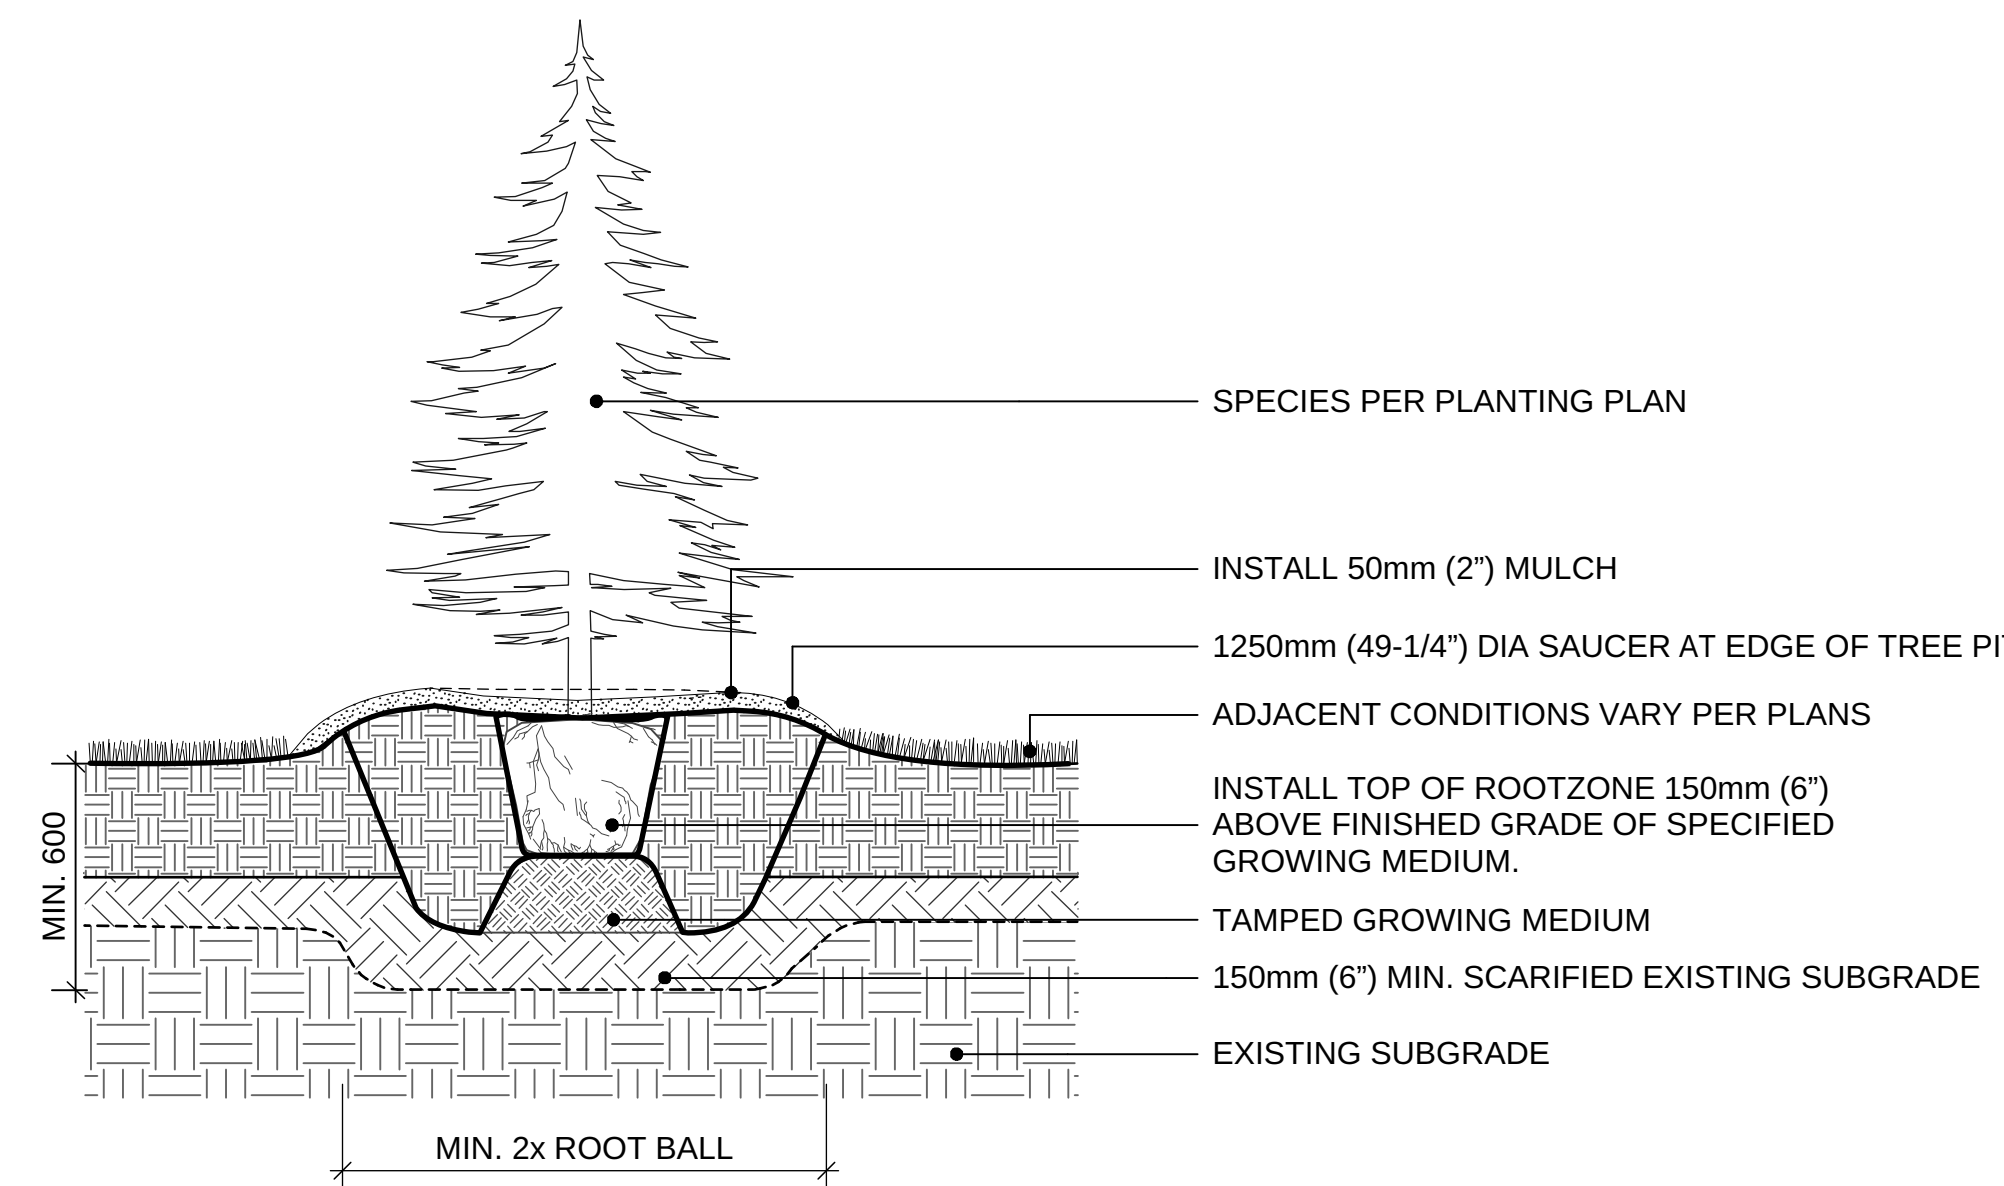 SPECIES PER PLANTING PLAN
INSTALL 50mm (2”) MULCH
1250mm (49-1/4”) DIA SAUCER AT EDGE OF TREE
ADJACENT CONDITIONS VARY PER PLANS
INSTALL TOP OF ROOTZONE 150mm (6”)
ABOVE FINISHED GRADE OF SPECIFIED
GROWING MEDIUM.
TAMPED GROWING MEDIUM
150mm (6”) MIN. SCARIFIED EXISTING SUBGRADE
EXISTING SUBGRADE
MIN. 600
MIN. 2x ROOT BALL